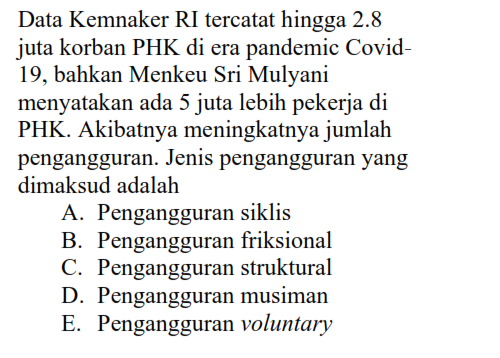 Data Kemnaker RI tercatat hingga 2.8
juta korban PHK di era pandemic Covid-
19, bahkan Menkeu Sri Mulyani
menyatakan ada 5 juta lebih pekerja di
PHK. Akibatnya meningkatnya jumlah
pengangguran. Jenis pengangguran yang
dimaksud adalah
A. Pengangguran siklis
B. Pengangguran friksional
C. Pengangguran struktural
D. Pengangguran musiman
E. Pengangguran voluntary